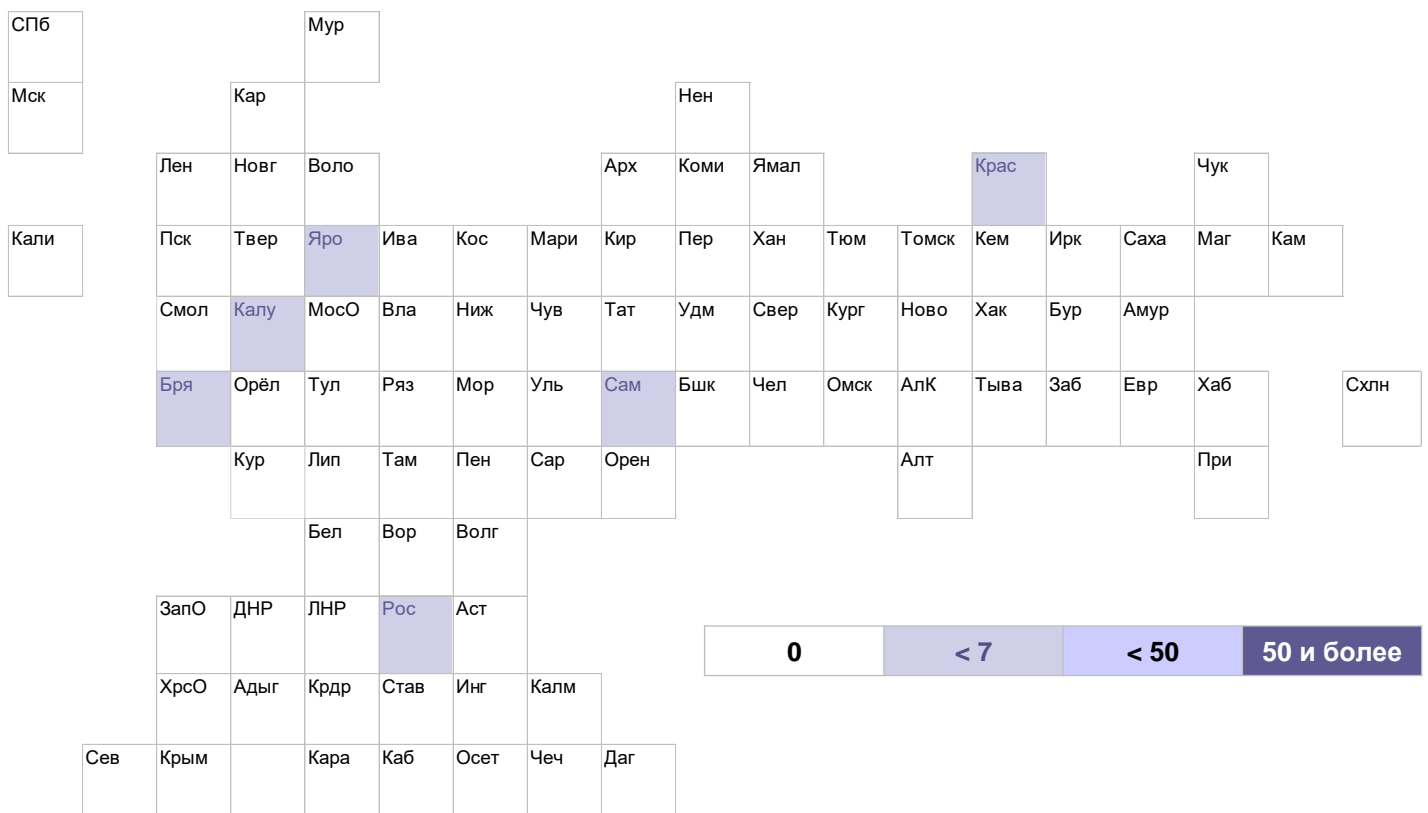 СПб Мур
Мск Кар Нен
Лен Новг Воло Арх Коми Ямал Крас Чук
Кали Пск Твер Яро Ива Кос Мари Кир Пер Хан Тюм Томск Кем Ирк Саха Маг Кам
Смол Калу МосО Вла Ниж Чув Тат Удм Свер Кург Ново Хак Бур Амур
Бря Орёл Тул Ряз Мор Уль Сам Бшк Чел Омск АлК Тыва Заб Евр Хаб Схлн
Кур Лип Там Пен Сар Орен Алт При
Бел Вор Волг
ЗапО ДНР ЛНР Рос Аст
0 < 7 < 50 50 и более
ХрсО Адыг Крдр Став Инг Калм
Сев Крым Кара Каб Осет Чеч Даг